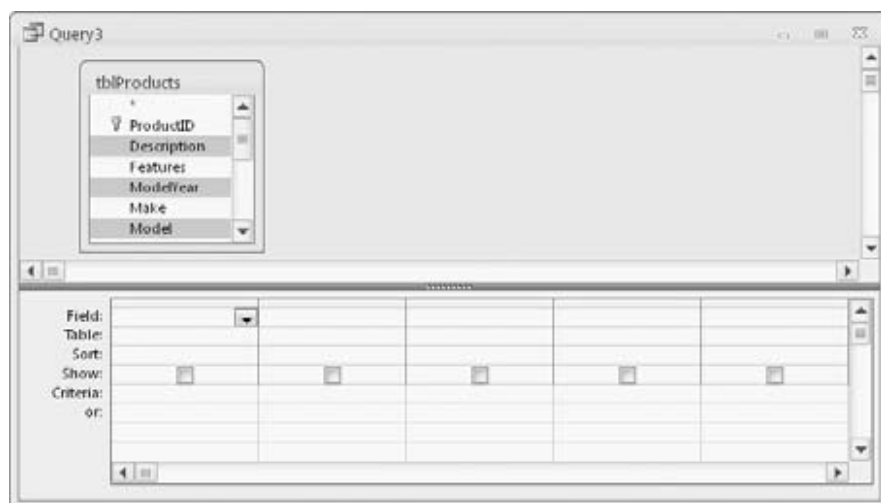 Query3
tblProducts
*
ProductID
Description
Features
ModelYear
Make
Model
Field:
Table:
Sort:
Show:
Criteria:
or: